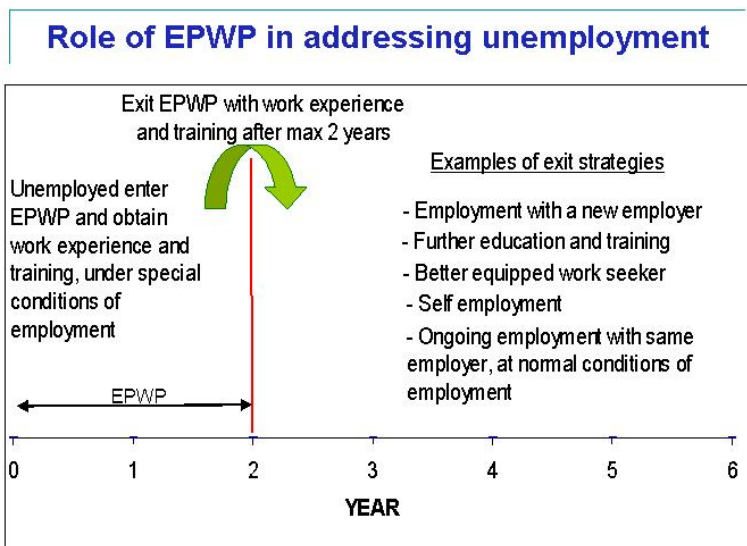 Role of EPWP in addressing unemployment
Exit EPWP with work experience
and training after max 2 years
Unemployed enter
EPWP and obtain
work experience and
training, under special
conditions of
employment
Examples of exit strategies
- Employment with a new employer
- Further education and training
- Better equipped work seeker
- Self employment
- Ongoing employment with same
employer, at normal conditions of
employment
EPWP
0 1 2 3 4 5 6
YEAR